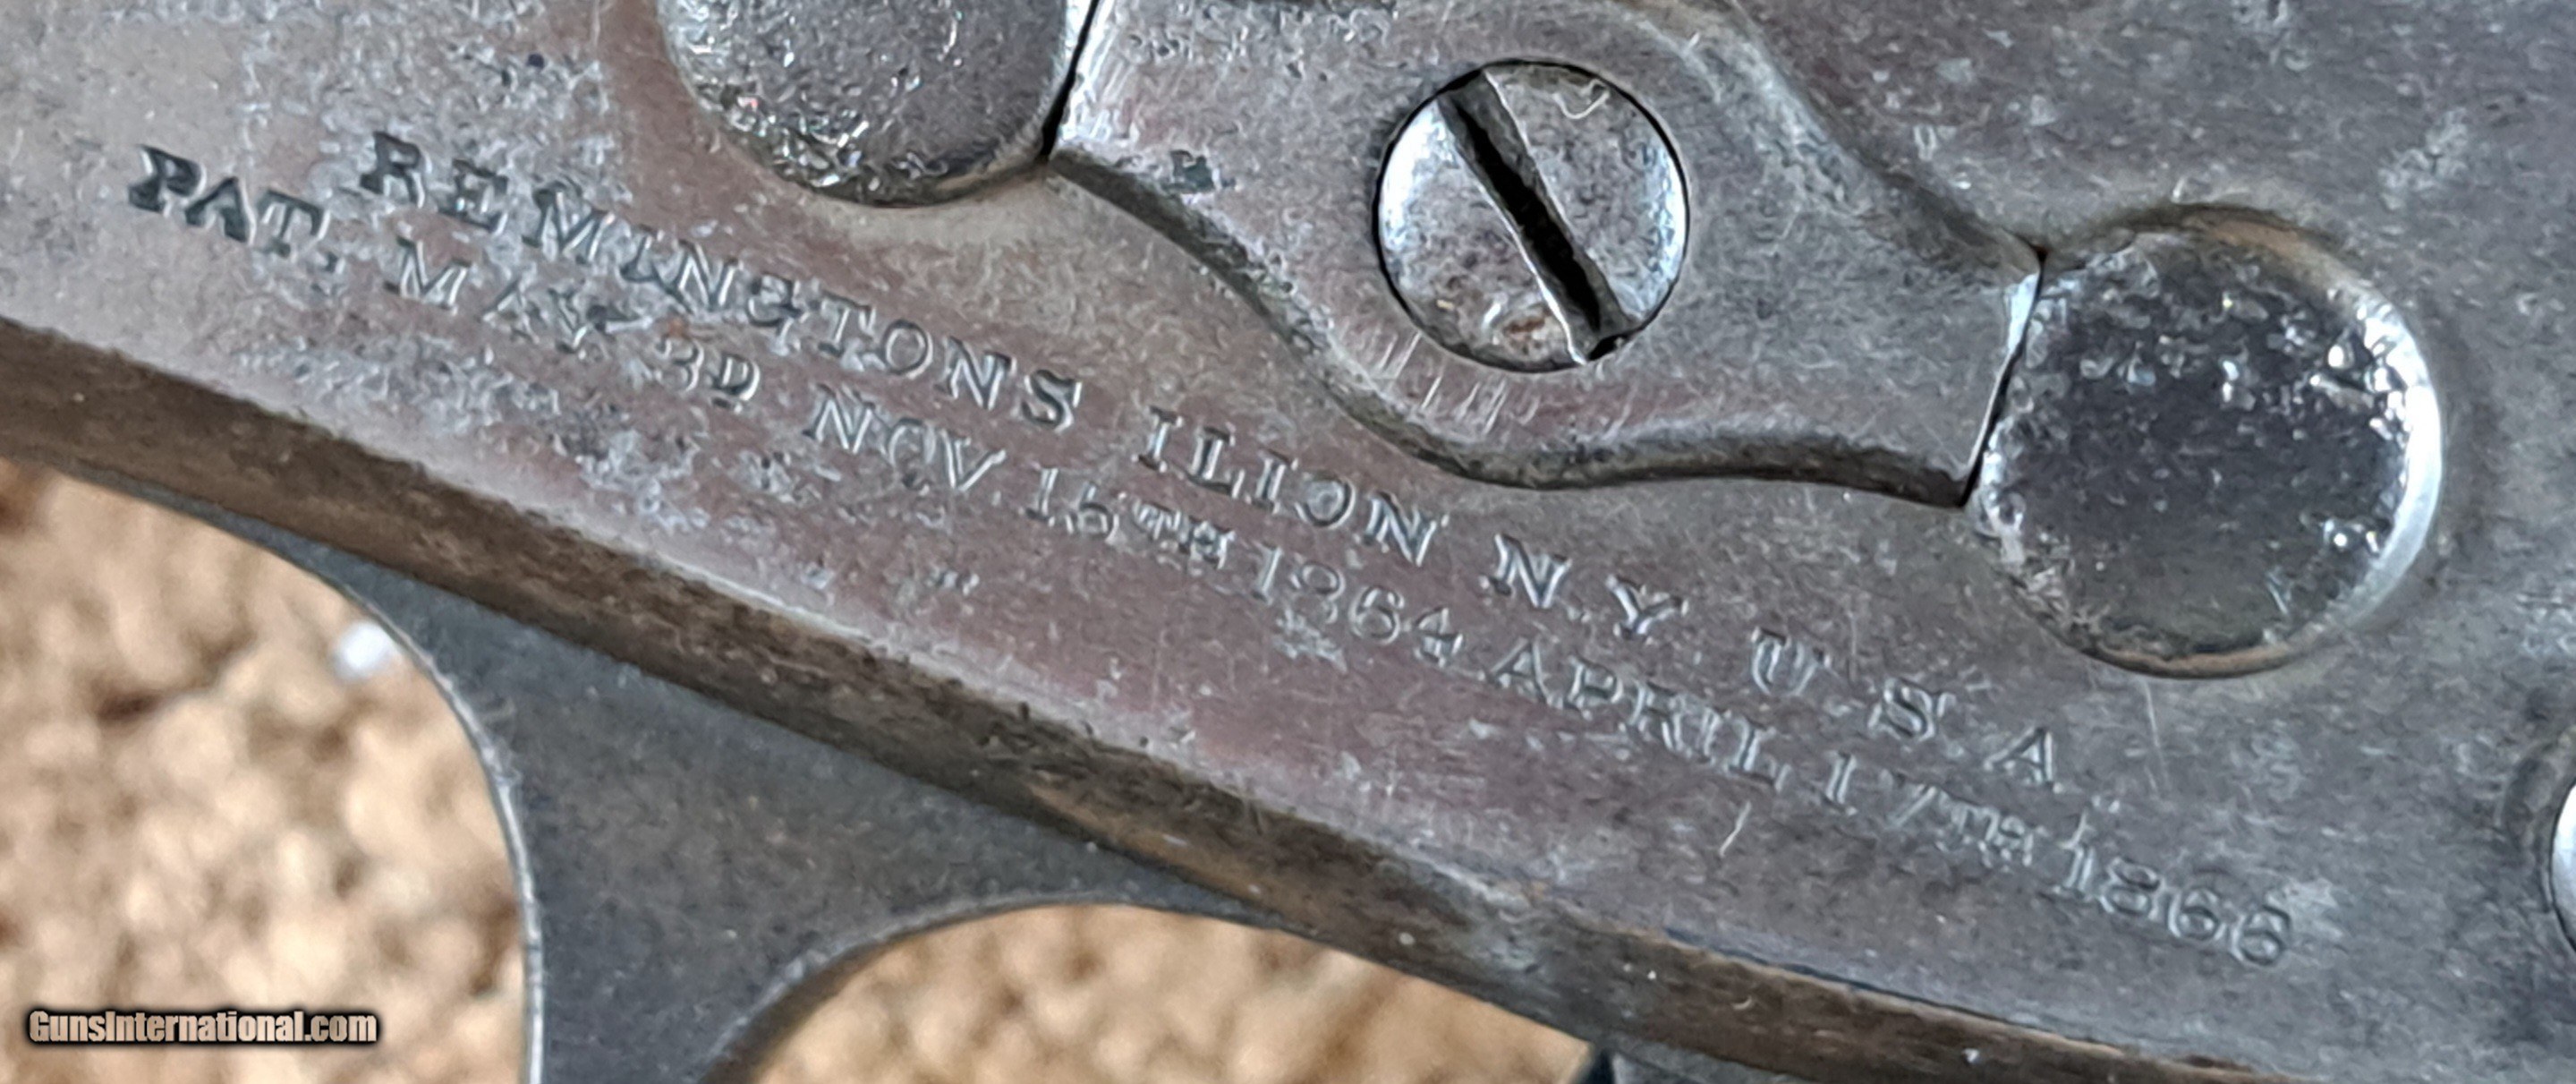 REMINGTONS ILION N.Y. U.S.A.
PAT. MAY 3D NOV. 15TH 1864 APRIL 17TH 1866
GunsInternational.com